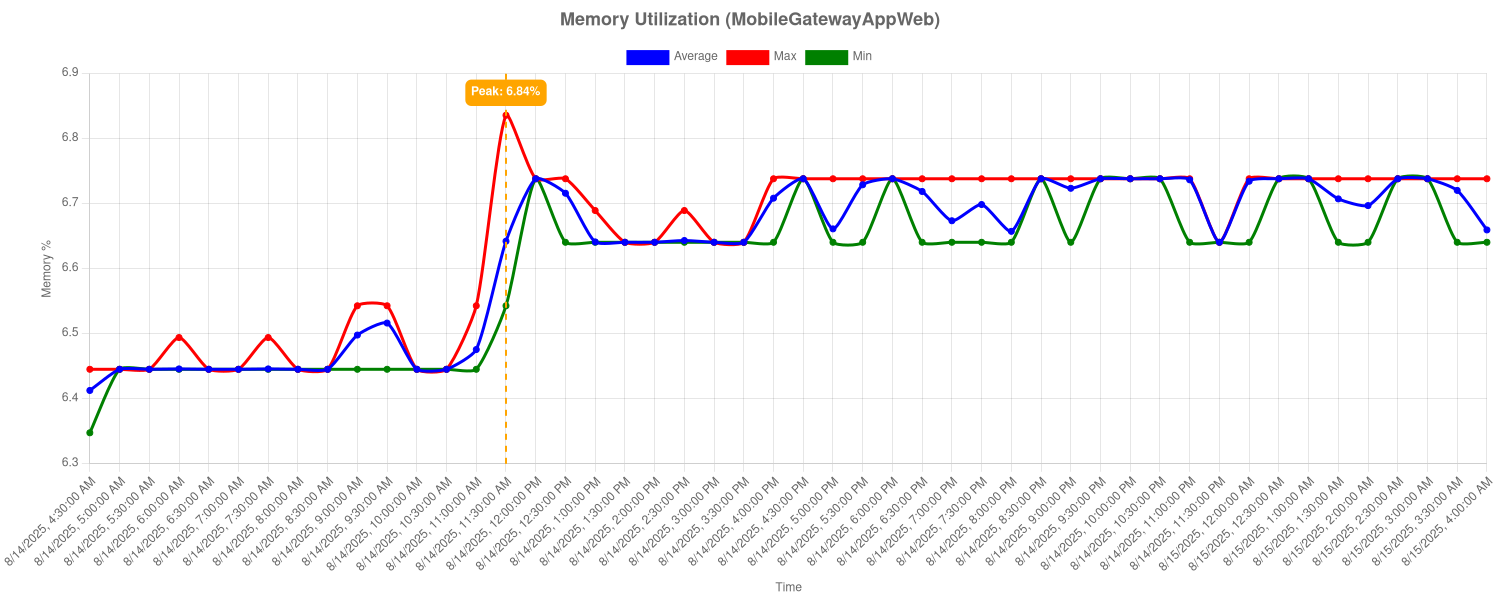 Memory Utilization (MobileGatewayAppWeb)
Average Max Min
Peak: 6.84%
6.9
6.8
6.7
6.6
6.5
6.4
6.3
Memory %
8/14/2025, 4:30:00 AM
8/14/2025, 5:00:00 AM
8/14/2025, 5:30:00 AM
8/14/2025, 6:00:00 AM
8/14/2025, 6:30:00 AM
8/14/2025, 7:00:00 AM
8/14/2025, 7:30:00 AM
8/14/2025, 8:00:00 AM
8/14/2025, 8:30:00 AM
8/14/2025, 9:00:00 AM
8/14/2025, 9:30:00 AM
8/14/2025, 10:00:00 AM
8/14/2025, 10:30:00 AM
8/14/2025, 11:00:00 AM
8/14/2025, 11:30:00 AM
8/14/2025, 12:00:00 PM
8/14/2025, 12:30:00 PM
8/14/2025, 1:00:00 PM
8/14/2025, 1:30:00 PM
8/14/2025, 2:00:00 PM
8/14/2025, 2:30:00 PM
8/14/2025, 3:00:00 PM
8/14/2025, 3:30:00 PM
8/14/2025, 4:00:00 PM
8/14/2025, 4:30:00 PM
8/14/2025, 5:00:00 PM
8/14/2025, 5:30:00 PM
8/14/2025, 6:00:00 PM
8/14/2025, 6:30:00 PM
8/14/2025, 7:00:00 PM
8/14/2025, 7:30:00 PM
8/14/2025, 8:00:00 PM
8/14/2025, 8:30:00 PM
8/14/2025, 9:00:00 PM
8/14/2025, 9:30:00 PM
8/14/2025, 10:00:00 PM
8/14/2025, 10:30:00 PM
8/14/2025, 11:00:00 PM
8/14/2025, 11:30:00 PM
8/15/2025, 12:00:00 AM
8/15/2025, 12:30:00 AM
8/15/2025, 1:00:00 AM
8/15/2025, 1:30:00 AM
8/15/2025, 2:00:00 AM
8/15/2025, 2:30:00 AM
8/15/2025, 3:00:00 AM
8/15/2025, 3:30:00 AM
8/15/2025, 4:00:00 AM
Time